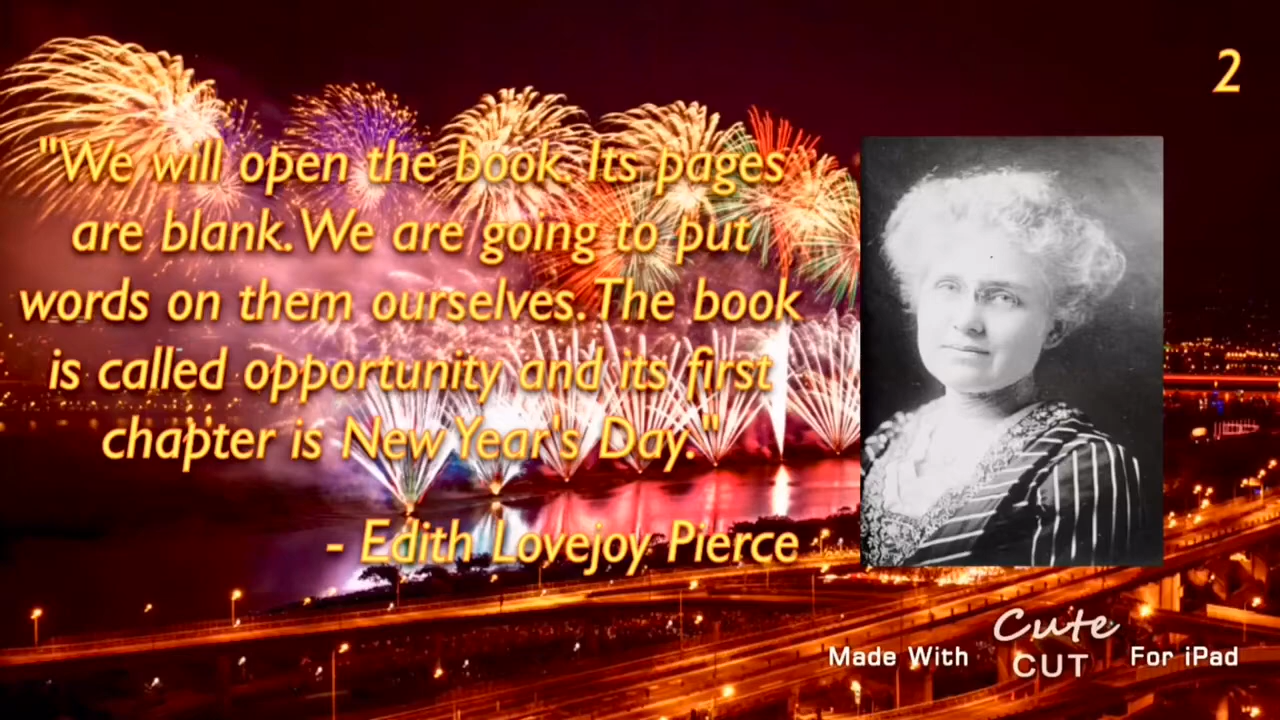 2
"We will open the book. Its pages
are blank. We are going to put
words on them ourselves. The book
is called opportunity and its first
chapter is New Year's Day."
- Edith Lovejoy Pierce
Made With Cute CUT For iPad